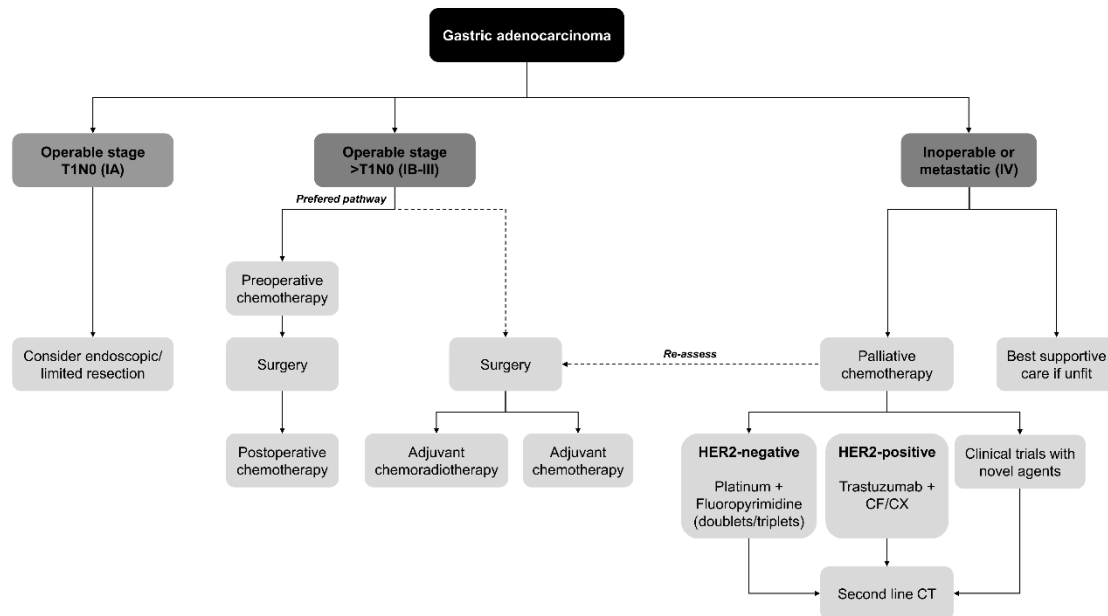 Gastric adenocarcinoma
Operable stage
T1N0 (IA)
Operable stage
>T1N0 (IB-III)
Inoperable or
metastatic (IV)
Prefered pathway
Preoperative
chemotherapy
Consider endoscopic/
limited resection
Surgery
Surgery
Re-assess
Palliative
chemotherapy
Best supportive
care if unfit
Postoperative
chemotherapy
Adjuvant
chemoradiotherapy
Adjuvant
chemotherapy
HER2-negative
Platinum +
Fluoropyrimidine
(doublets/triplets)
HER2-positive
Trastuzumab +
CF/CX
Clinical trials with
novel agents
Second line CT